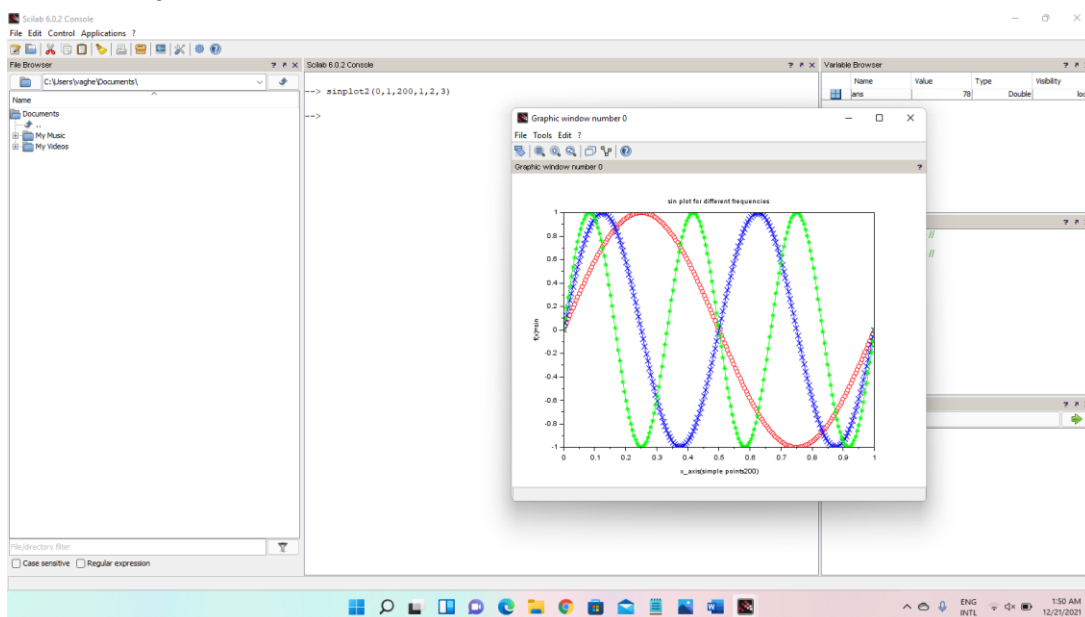 Scilab 6.0.2 Console
File Edit Control Applications ?
File Browser ? X
Scilab 6.0.2 Console ? X
Variable Browser ?
C:\Users\vaghe\Documents\
Name
Documents
..
My Music
My Videos
--> sinplot2(0,1,200,1,2,3)
-->
Name Value Type Visibility
ans 78 Double loc
Graphic window number 0
File Tools Edit ?
Graphic window number 0 ?
sin plot for different frequencies
1
0.8
0.6
0.4
0.2
0
-0.2
-0.4
-0.6
-0.8
-1
f(x)=sin
0 0.1 0.2 0.3 0.4 0.5 0.6 0.7 0.8 0.9 1
x_axis(simple points200)
?
//
//
?
File/directory filter
Case sensitive Regular expression
ENG
INTL
1:50 AM
12/21/2021